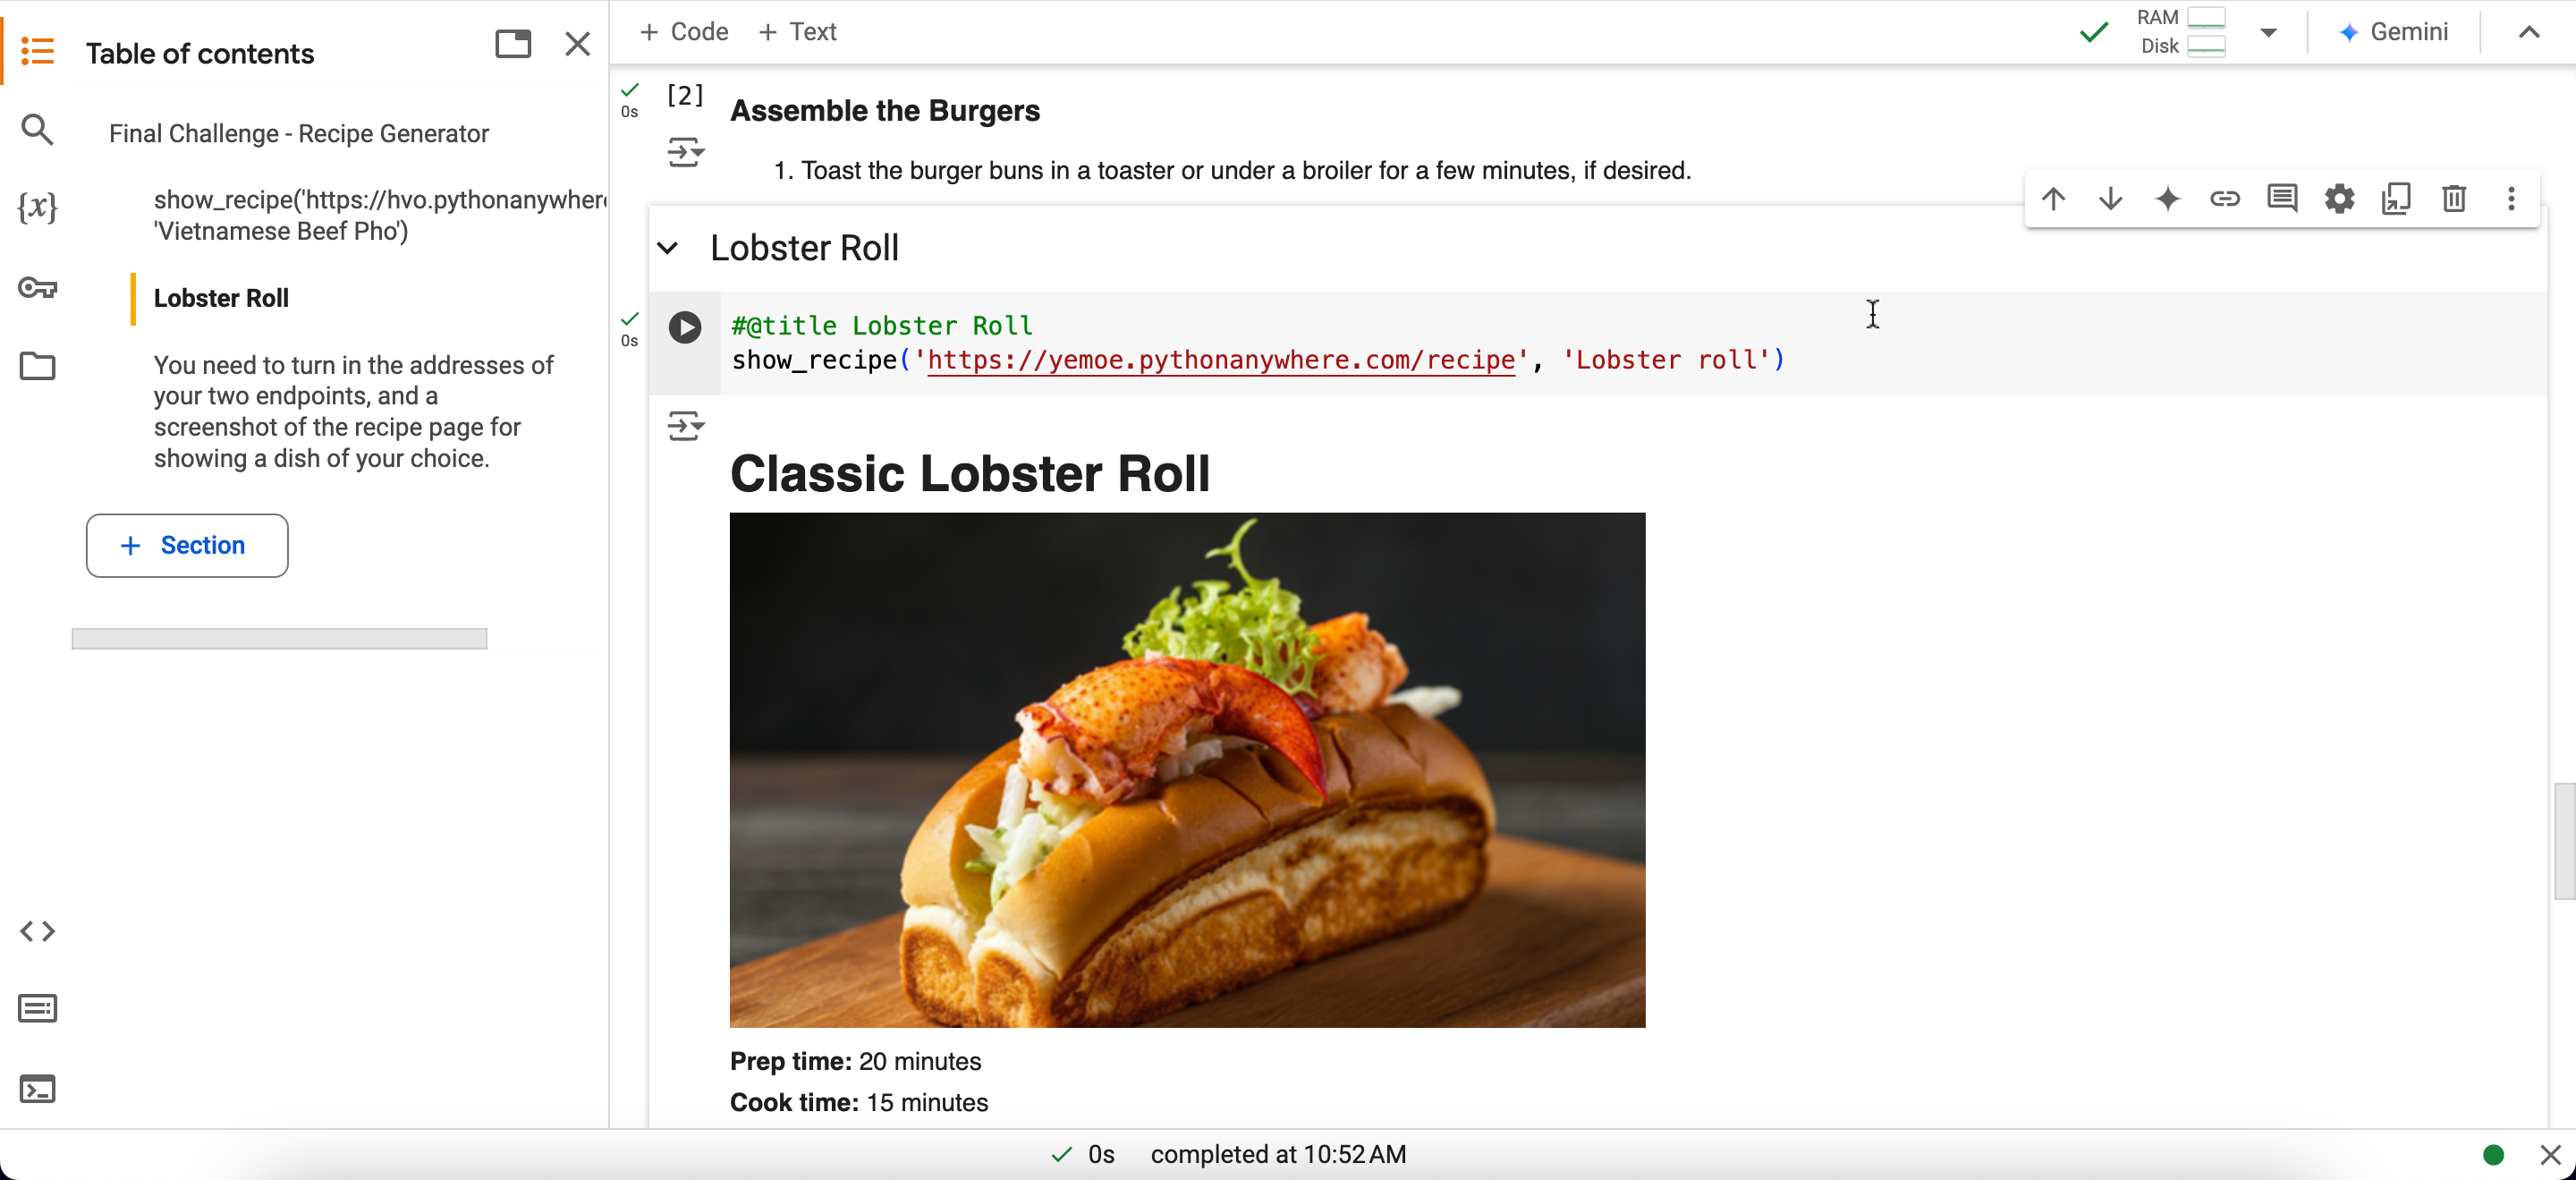 Table of contents
Final Challenge - Recipe Generator
show_recipe('https://hvo.pythonanywhere
'Vietnamese Beef Pho')
Lobster Roll
You need to turn in the addresses of
your two endpoints, and a
screenshot of the recipe page for
showing a dish of your choice.
+ Section
+ Code + Text
RAM
Disk
Gemini
0s
[2]
Assemble the Burgers
1. Toast the burger buns in a toaster or under a broiler for a few minutes, if desired.
Lobster Roll
0s
#@title Lobster Roll
show_recipe('https://yemoe.pythonanywhere.com/recipe', 'Lobster roll')
Classic Lobster Roll
Prep time: 20 minutes
Cook time: 15 minutes
0s completed at 10:52 AM